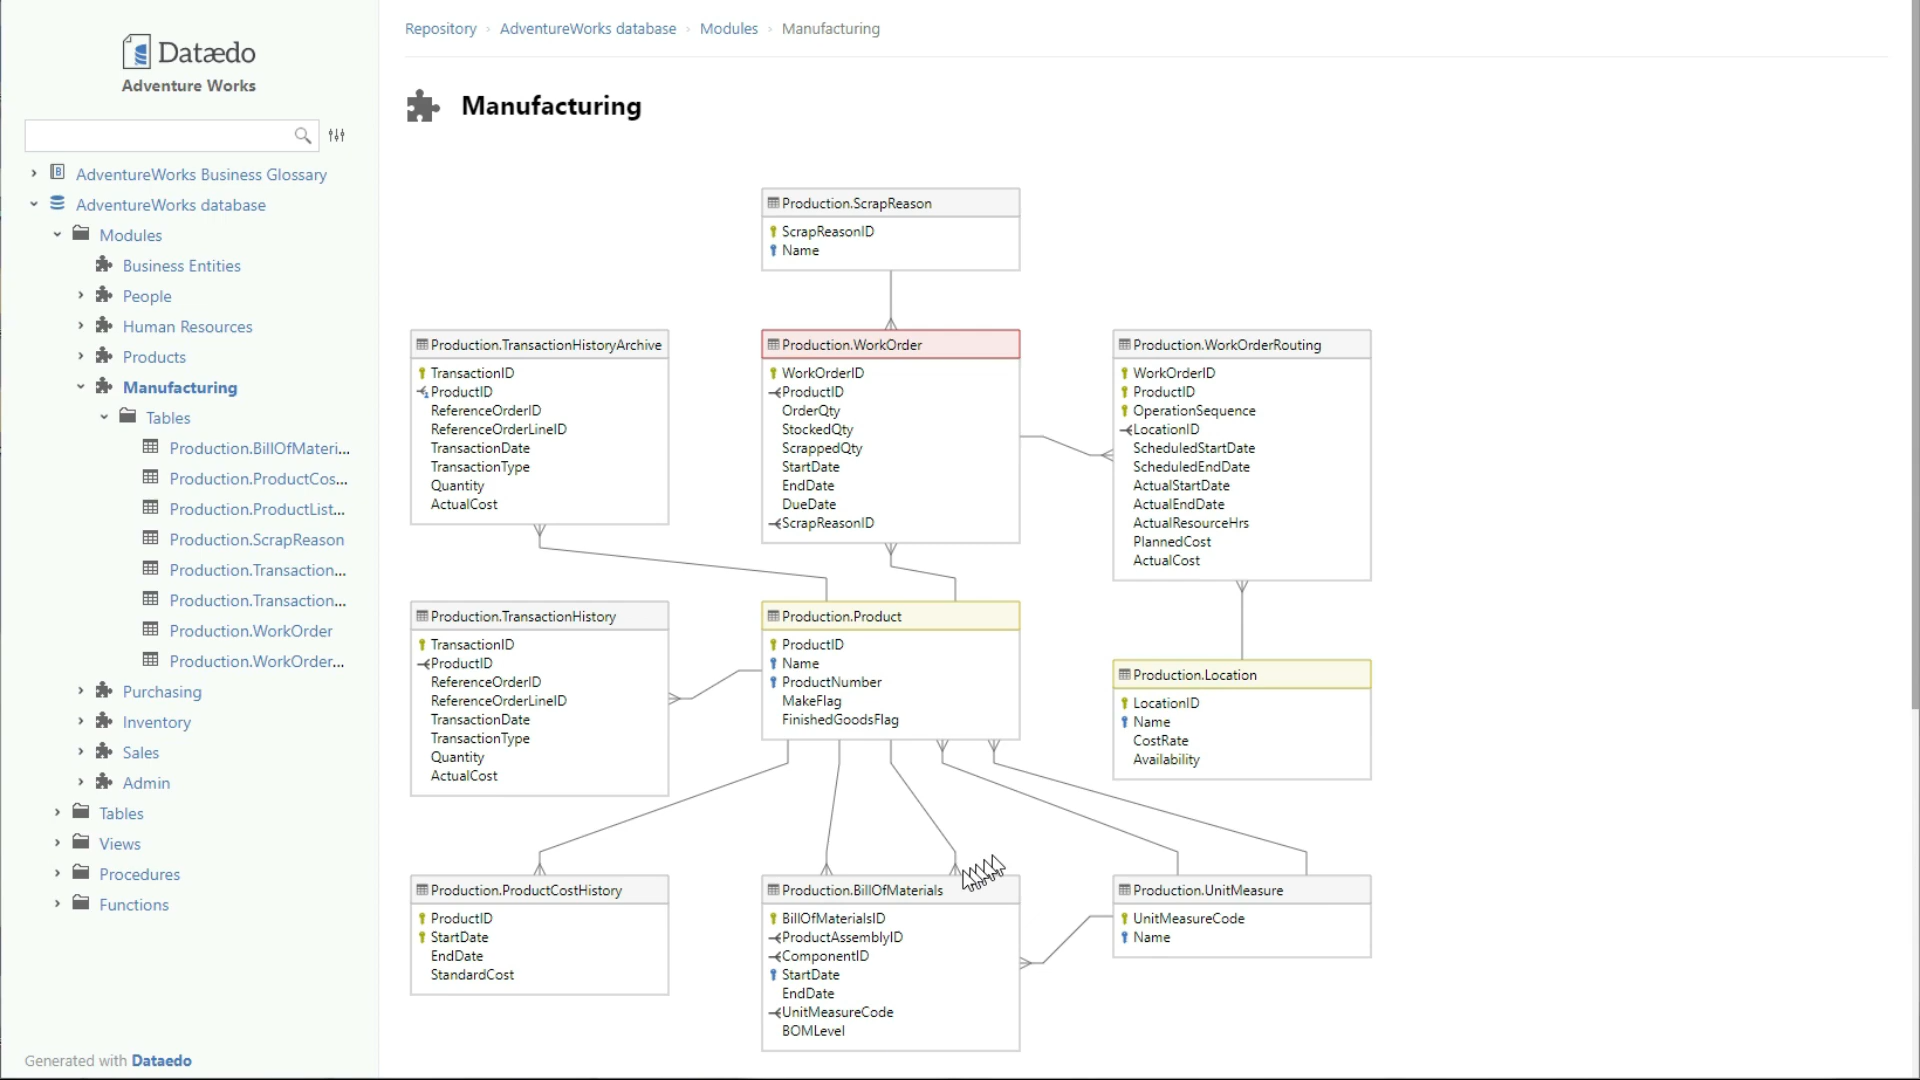 Dataedo
Adventure Works
AdventureWorks Business Glossary
AdventureWorks database
Modules
Business Entities
People
Human Resources
Products
Manufacturing
Tables
Production.BillOfMateri...
Production.ProductCos...
Production.ProductList...
Production.ScrapReason
Production.Transaction...
Production.Transaction...
Production.WorkOrder
Production.WorkOrder...
Purchasing
Inventory
Sales
Admin
Tables
Views
Procedures
Functions
Generated with Dataedo
Repository › AdventureWorks database › Modules › Manufacturing
Manufacturing
Production.ScrapReason
ScrapReasonID
Name
Production.TransactionHistoryArchive
TransactionID
ProductID
ReferenceOrderID
ReferenceOrderLineID
TransactionDate
TransactionType
Quantity
ActualCost
Production.WorkOrder
WorkOrderID
ProductID
OrderQty
StockedQty
ScrappedQty
StartDate
EndDate
DueDate
ScrapReasonID
Production.WorkOrderRouting
WorkOrderID
ProductID
OperationSequence
LocationID
ScheduledStartDate
ScheduledEndDate
ActualStartDate
ActualEndDate
ActualResourceHrs
PlannedCost
ActualCost
Production.TransactionHistory
TransactionID
ProductID
ReferenceOrderID
ReferenceOrderLineID
TransactionDate
TransactionType
Quantity
ActualCost
Production.Product
ProductID
Name
ProductNumber
MakeFlag
FinishedGoodsFlag
Production.Location
LocationID
Name
CostRate
Availability
Production.ProductCostHistory
ProductID
StartDate
EndDate
StandardCost
Production.BillOfMaterials
BillOfMaterialsID
ProductAssemblyID
ComponentID
StartDate
EndDate
UnitMeasureCode
BOMLevel
Production.UnitMeasure
UnitMeasureCode
Name